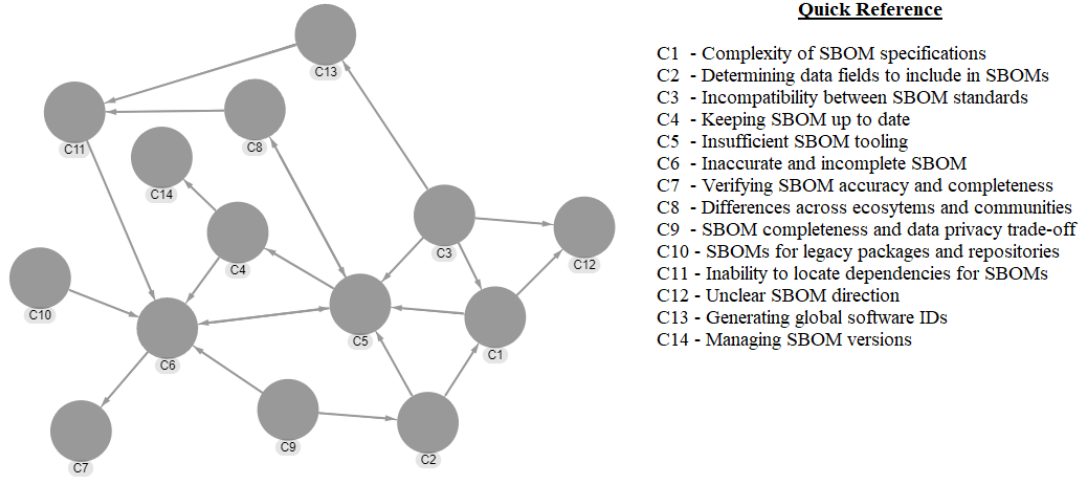 Quick Reference
C1 - Complexity of SBOM specifications
C2 - Determining data fields to include in SBOMs
C3 - Incompatibility between SBOM standards
C4 - Keeping SBOM up to date
C5 - Insufficient SBOM tooling
C6 - Inaccurate and incomplete SBOM
C7 - Verifying SBOM accuracy and completeness
C8 - Differences across ecosytems and communities
C9 - SBOM completeness and data privacy trade-off
C10 - SBOMs for legacy packages and repositories
C11 - Inability to locate dependencies for SBOMs
C12 - Unclear SBOM direction
C13 - Generating global software IDs
C14 - Managing SBOM versions
C13
C11
C8
C14
C3
C12
C4
C10
C5
C1
C6
C9
C2
C7